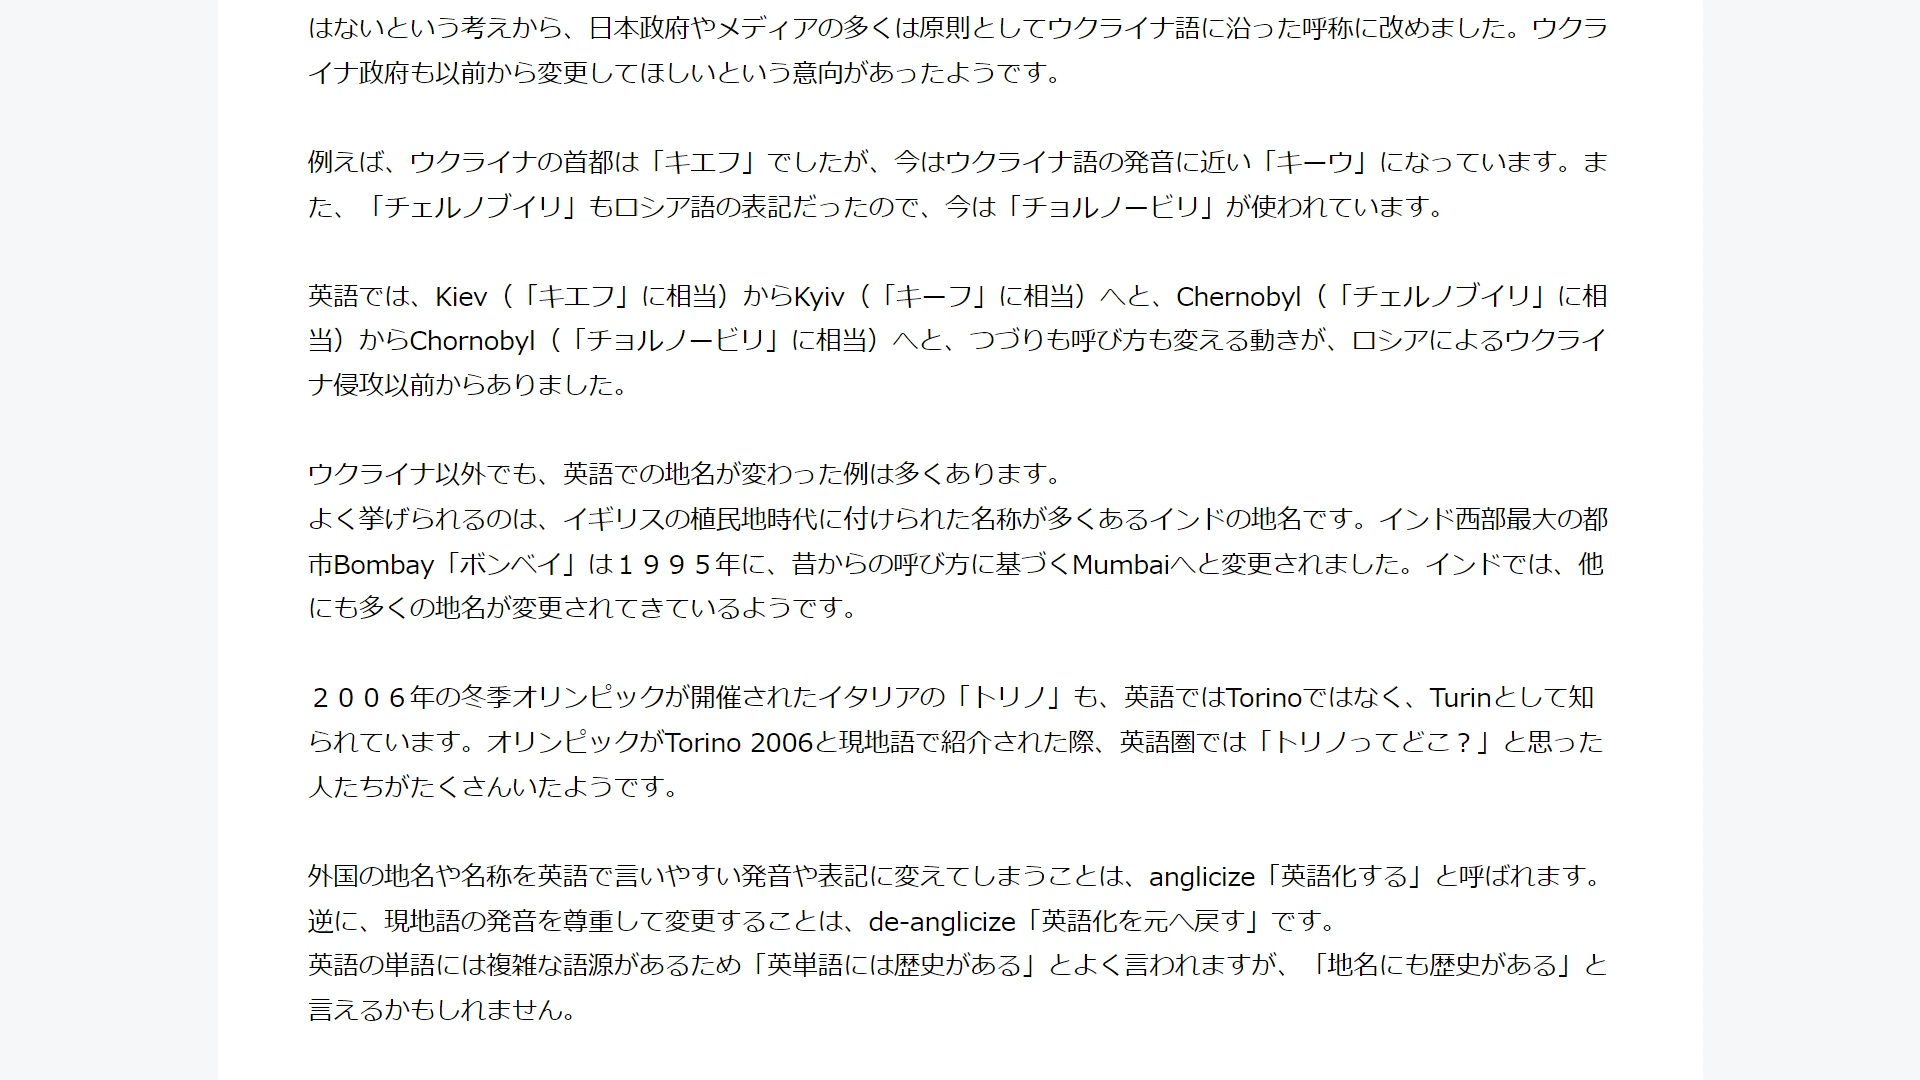 はないという考えから、日本政府やメディアの多くは原則としてウクライナ語に沿った呼称に改めました。ウクラ
イナ政府も以前から変更してほしいという意向があったようです。
例えば、ウクライナの首都は「キエフ」でしたが、今はウクライナ語の発音に近い「キーウ」になっています。ま
た、「チェルノブイリ」もロシア語の表記だったので、今は「チョルノービリ」が使われています。
英語では、Kiev（「キエフ」に相当）からKyiv（「キーフ」に相当）へと、Chernobyl（「チェルノブイリ」に相
当）からChornobyl（「チョルノービリ」に相当）へと、つづりも呼び方も変える動きが、ロシアによるウクライ
ナ侵攻以前からありました。
ウクライナ以外でも、英語での地名が変わった例は多くあります。
よく挙げられるのは、イギリスの植民地時代に付けられた名称が多くあるインドの地名です。インド西部最大の都
市Bombay「ボンベイ」は１９９５年に、昔からの呼び方に基づくMumbaiへと変更されました。インドでは、他
にも多くの地名が変更されてきているようです。
２００６年の冬季オリンピックが開催されたイタリアの「トリノ」も、英語ではTorinoではなく、Turinとして知
られています。オリンピックがTorino 2006と現地語で紹介された際、英語圏では「トリノってどこ？」と思った
人たちがたくさんいたようです。
外国の地名や名称を英語で言いやすい発音や表記に変えてしまうことは、anglicize「英語化する」と呼ばれます。
逆に、現地語の発音を尊重して変更することは、de-anglicize「英語化を元へ戻す」です。
英語の単語には複雑な語源があるため「英単語には歴史がある」とよく言われますが、「地名にも歴史がある」と
言えるかもしれません。